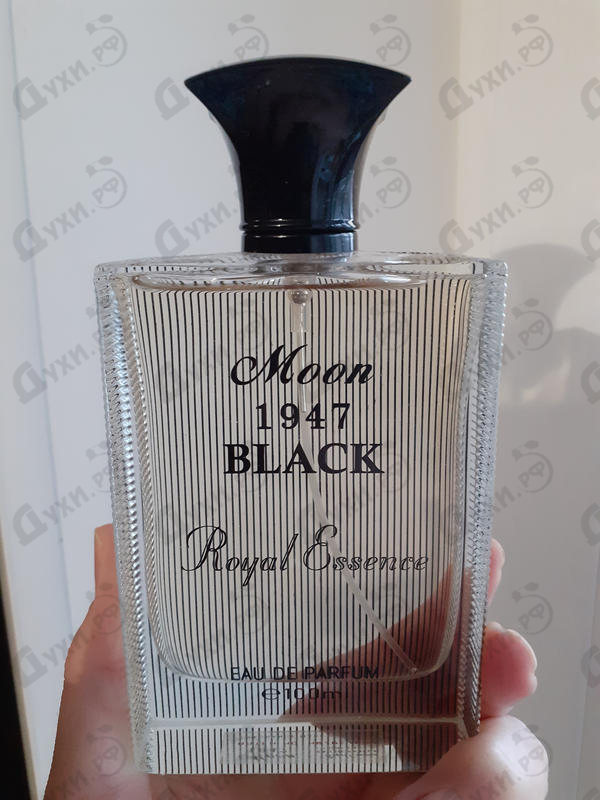 Moon
1947
BLACK
Royal Essence
EAU DE PARFUM
℮100ml
Духи.рф